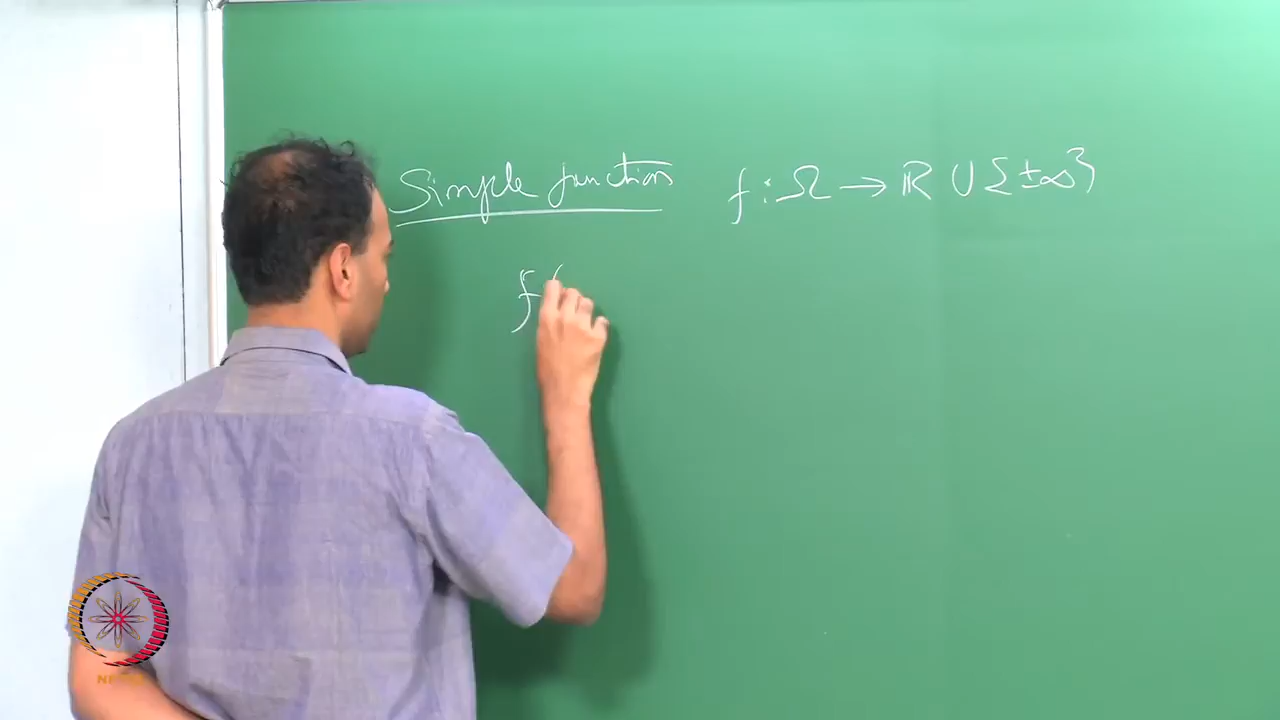 Simple function f : Ω → ℝ ∪ {±∞}
f(